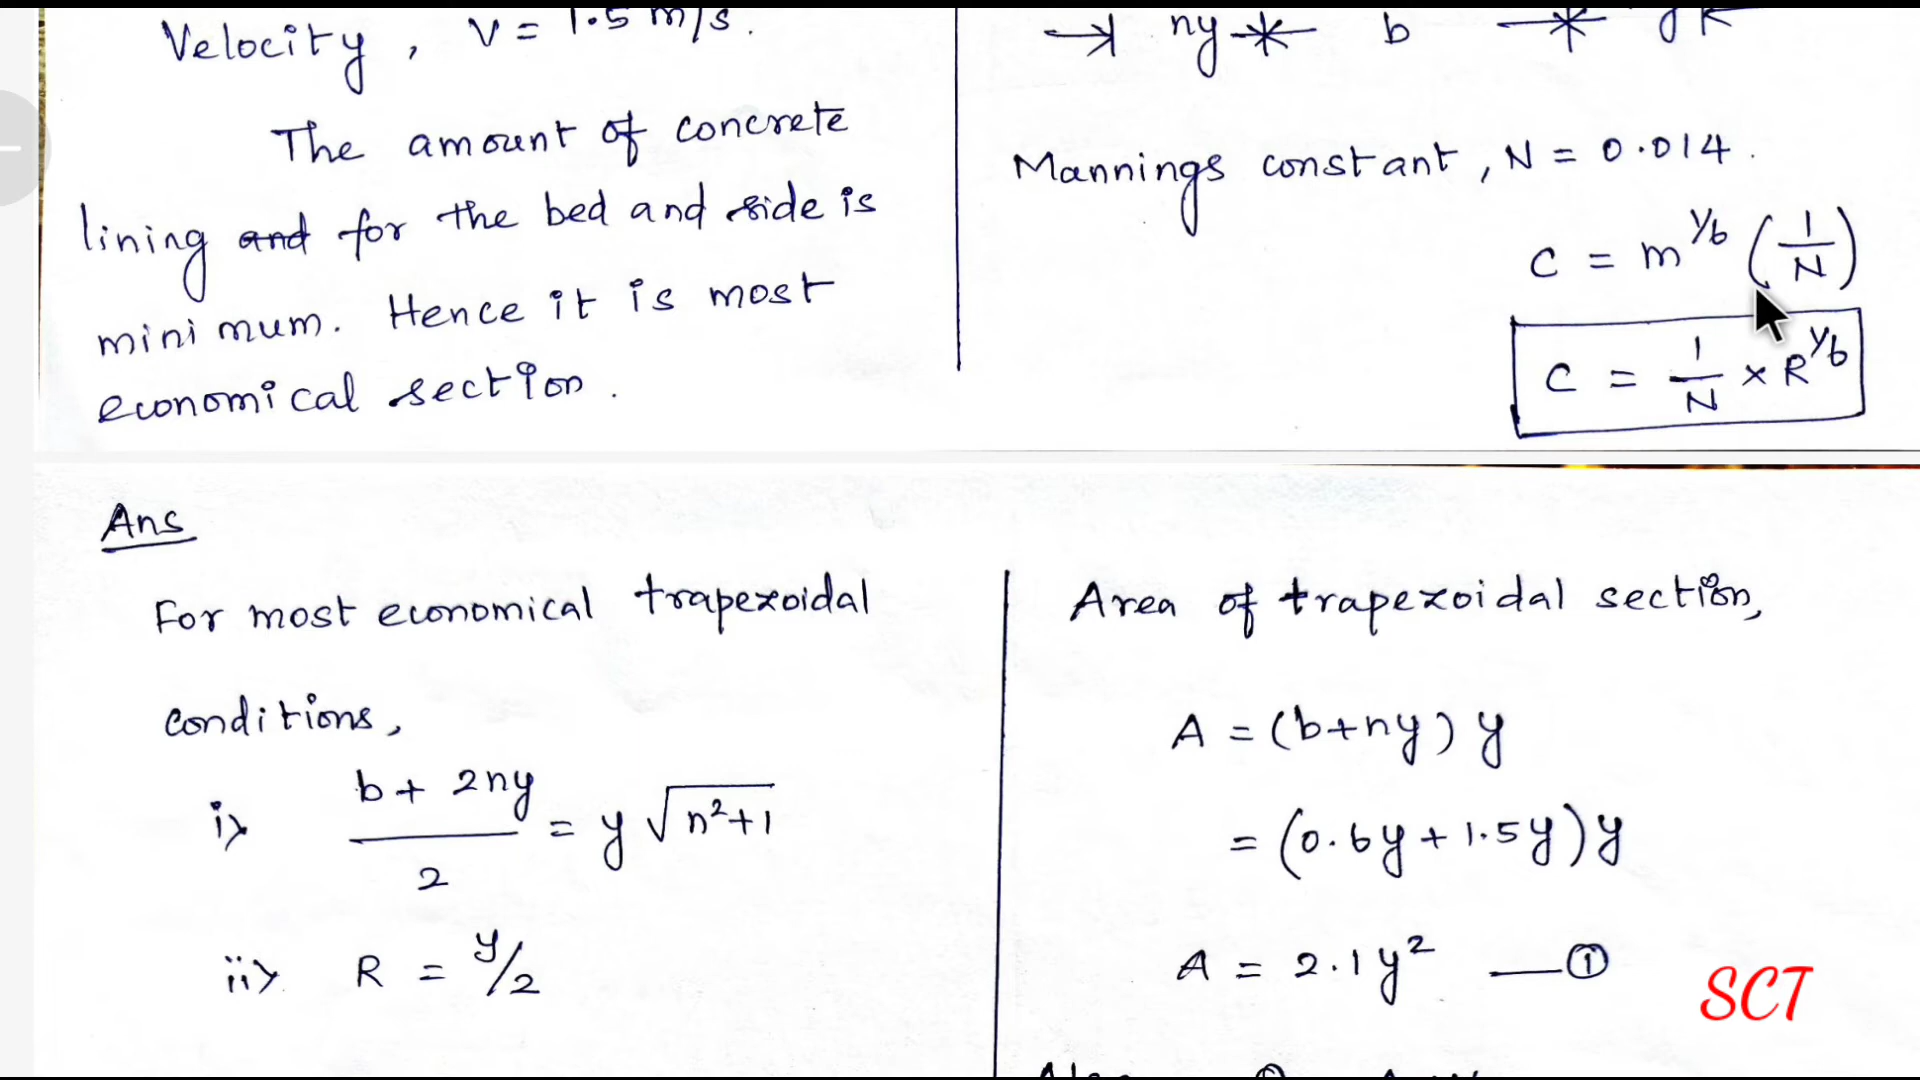 Velocity, V = 1.5 m/s.
The amount of concrete
lining and for the bed and side is
minimum. Hence it is most
economical section.
ny b
Mannings constant, N = 0.014.
C = m^1/6 (1/N)
C = 1/N × R^1/6
Ans
For most economical trapezoidal
conditions,
i> b + 2ny / 2 = y √n²+1
ii> R = y/2
Area of trapezoidal section,
A = (b+ny) y
= (0.6y + 1.5y) y
A = 2.1y² —①
SCT